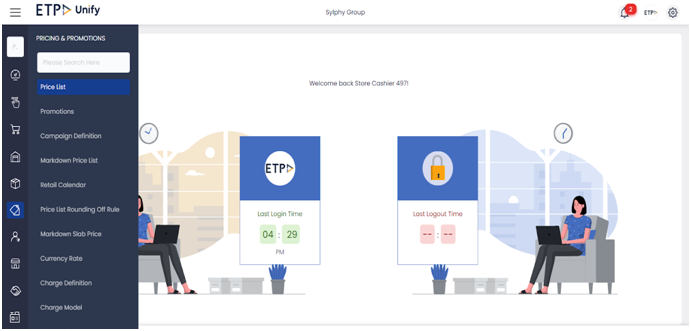 ETP Unify
Sylphy Group
2
ETP
PRICING & PROMOTIONS
Please Search Here
Price List
Promotions
Campaign Definition
Markdown Price List
Retail Calendar
Price List Rounding Off Rule
Markdown Slab Price
Currency Rate
Charge Definition
Charge Model
Welcome back Store Cashier 497!
ETP
Last Login Time
04 : 29
PM
Last Logout Time
-- : --